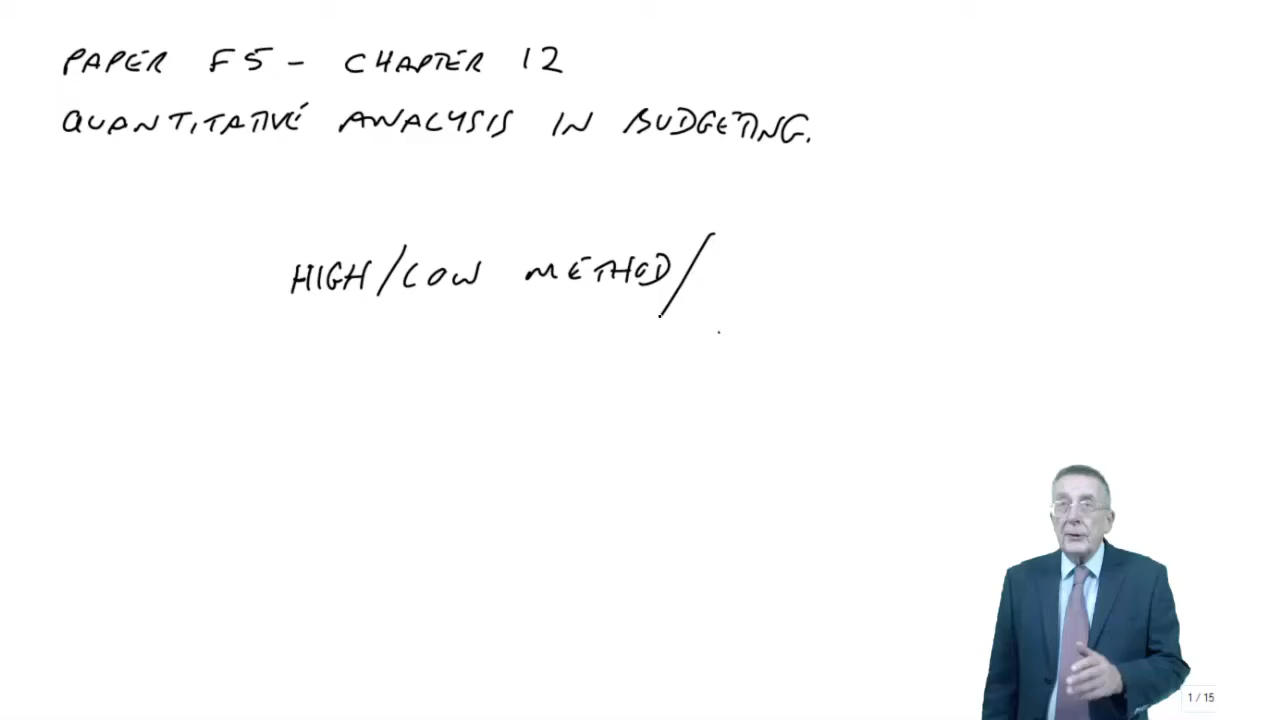 PAPER F5 - CHAPTER 12
QUANTITATIVE ANALYSIS IN BUDGETING.
HIGH/LOW METHOD/
1 / 15